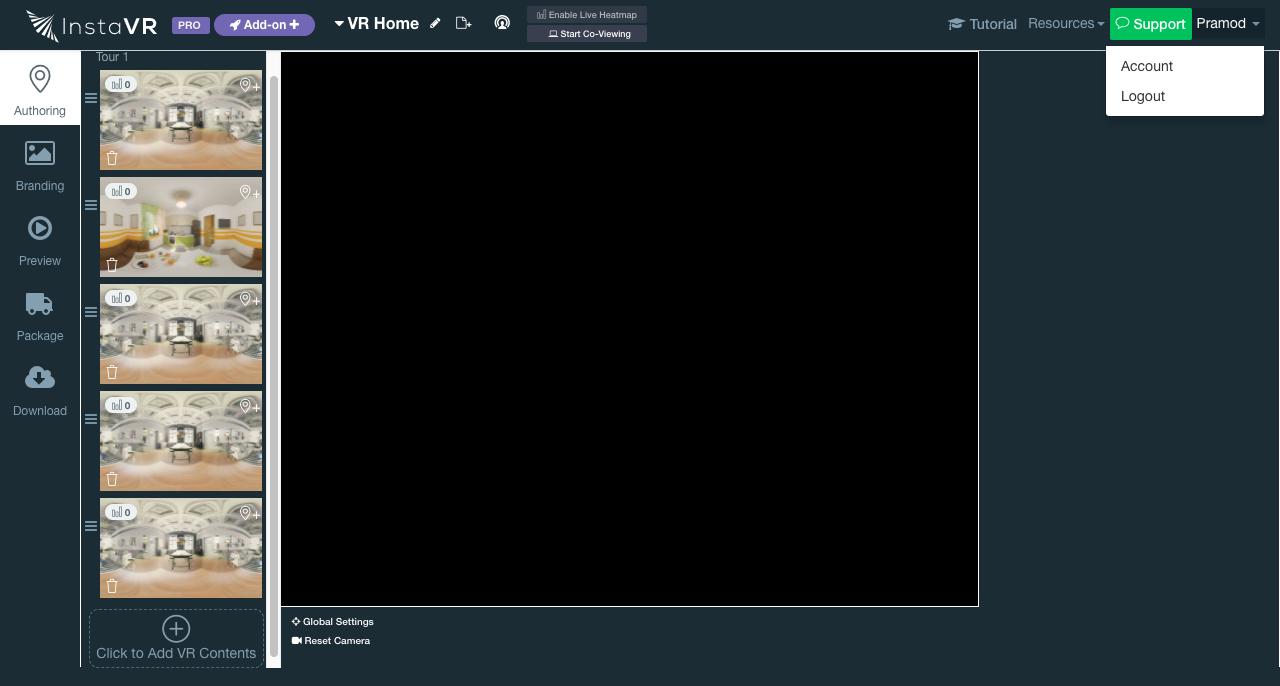 InstaVR PRO Add-on VR Home Enable Live Heatmap Tutorial Resources Support Pramod
Start Co-Viewing
Account
Logout
Authoring
Branding
Preview
Package
Download
Tour 1
0
0
0
0
0
Click to Add VR Contents
Global Settings
Reset Camera